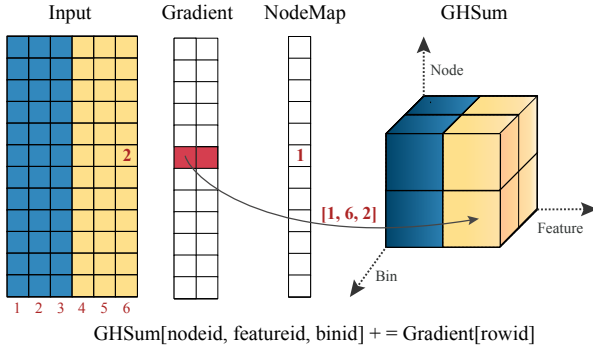 Input Gradient NodeMap GHSum
Node
2 1
[1, 6, 2]
Feature
Bin
1 2 3 4 5 6
GHSum[nodeid, featureid, binid] + = Gradient[rowid]